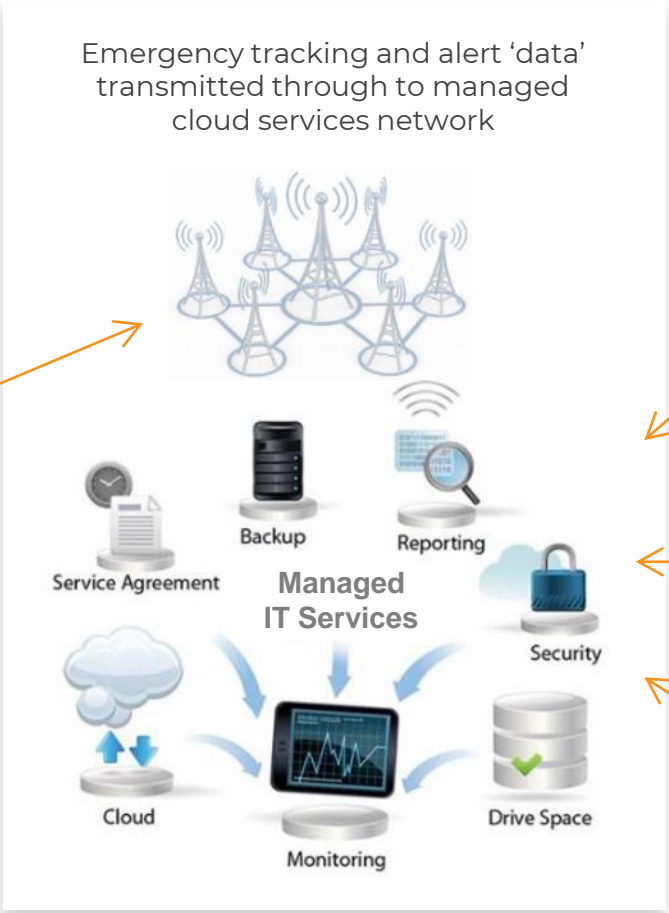 Emergency tracking and alert ‘data’
transmitted through to managed
cloud services network
Backup
Reporting
Service Agreement
Managed
IT Services
Security
Cloud
Drive Space
Monitoring